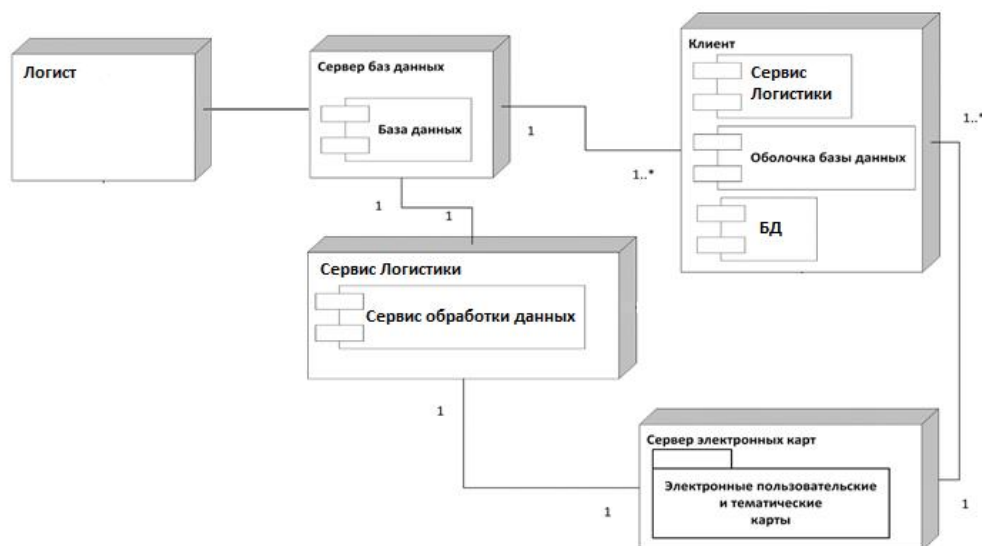 Логист
Сервер баз данных
База данных
1
1..*
Клиент
Сервис
Логистики
Оболочка базы данных
БД
1..*
1
1
Сервис Логистики
Сервис обработки данных
1
1
Сервер электронных карт
Электронные пользовательские
и тематические
карты
1